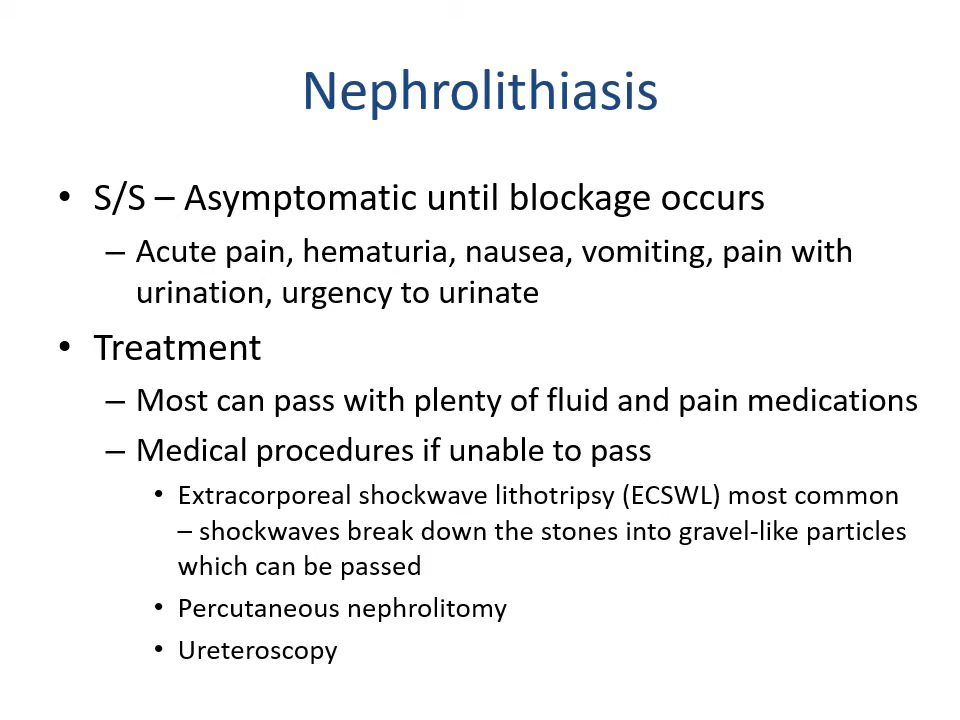 Nephrolithiasis
• S/S – Asymptomatic until blockage occurs
– Acute pain, hematuria, nausea, vomiting, pain with
urination, urgency to urinate
• Treatment
– Most can pass with plenty of fluid and pain medications
– Medical procedures if unable to pass
• Extracorporeal shockwave lithotripsy (ECSWL) most common
– shockwaves break down the stones into gravel-like particles
which can be passed
• Percutaneous nephrolitomy
• Ureteroscopy